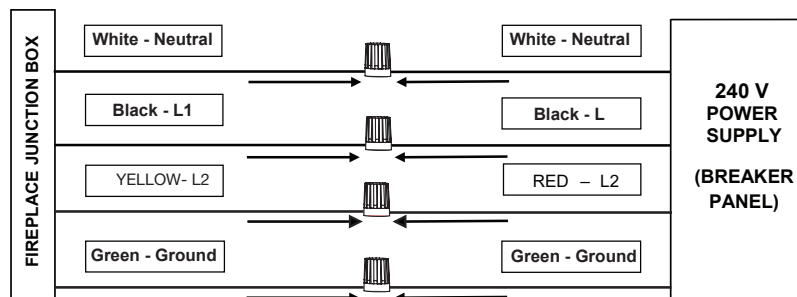 FIREPLACE JUNCTION BOX
White - Neutral
White - Neutral
Black - L1
Black - L
YELLOW- L2
RED – L2
Green - Ground
Green - Ground
240 V
POWER
SUPPLY
(BREAKER
PANEL)